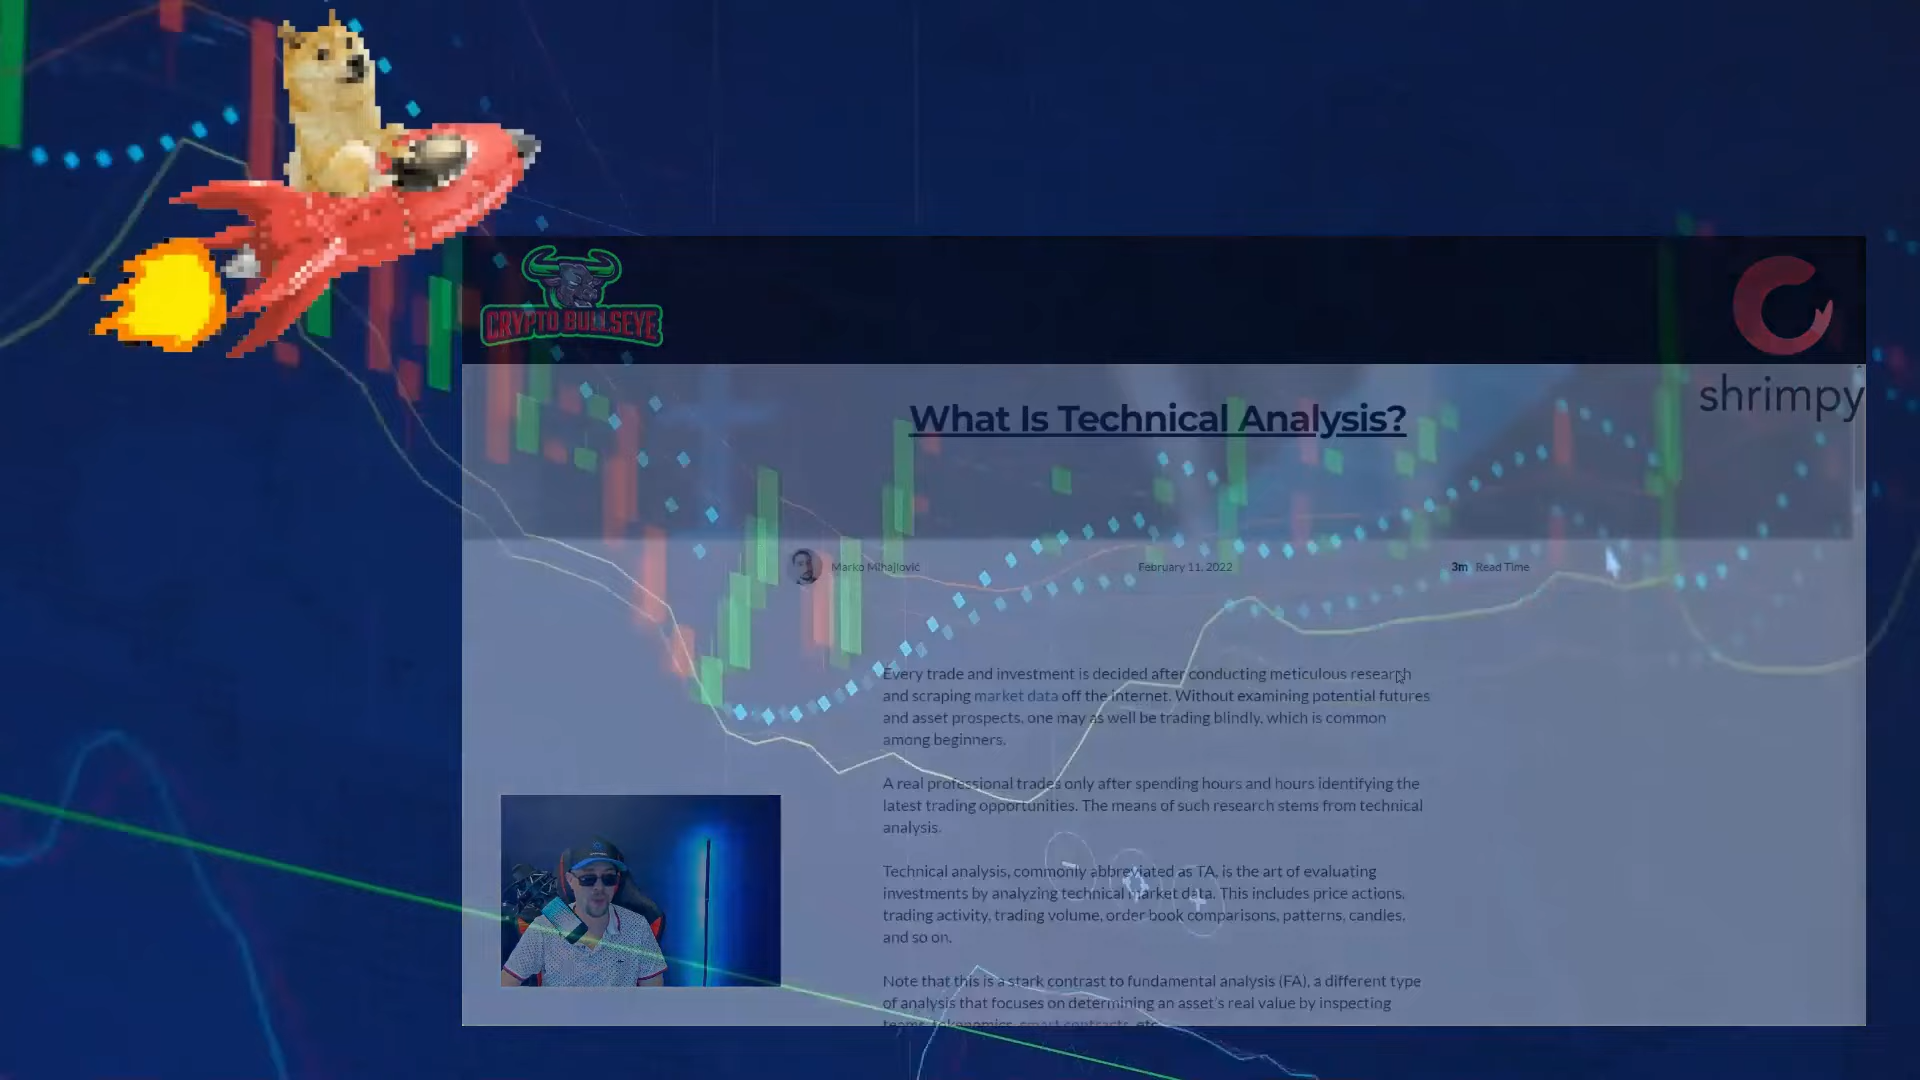 CRYPTO BULLSEYE
shrimpy
What Is Technical Analysis?
Marko Mihajlović
February 11, 2022
3m Read Time
Every trade and investment is decided after conducting meticulous research
and scraping market data off the internet. Without examining potential futures
and asset prospects, one may as well be trading blindly, which is common
among beginners.
A real professional trades only after spending hours and hours identifying the
latest trading opportunities. The means of such research stems from technical
analysis.
Technical analysis, commonly abbreviated as TA, is the art of evaluating
investments by analyzing technical market data. This includes price actions,
trading activity, trading volume, order book comparisons, patterns, candles,
and so on.
Note that this is a stark contrast to fundamental analysis (FA), a different type
of analysis that focuses on determining an asset's real value by inspecting
teams, tokenomics, smart contracts, etc.